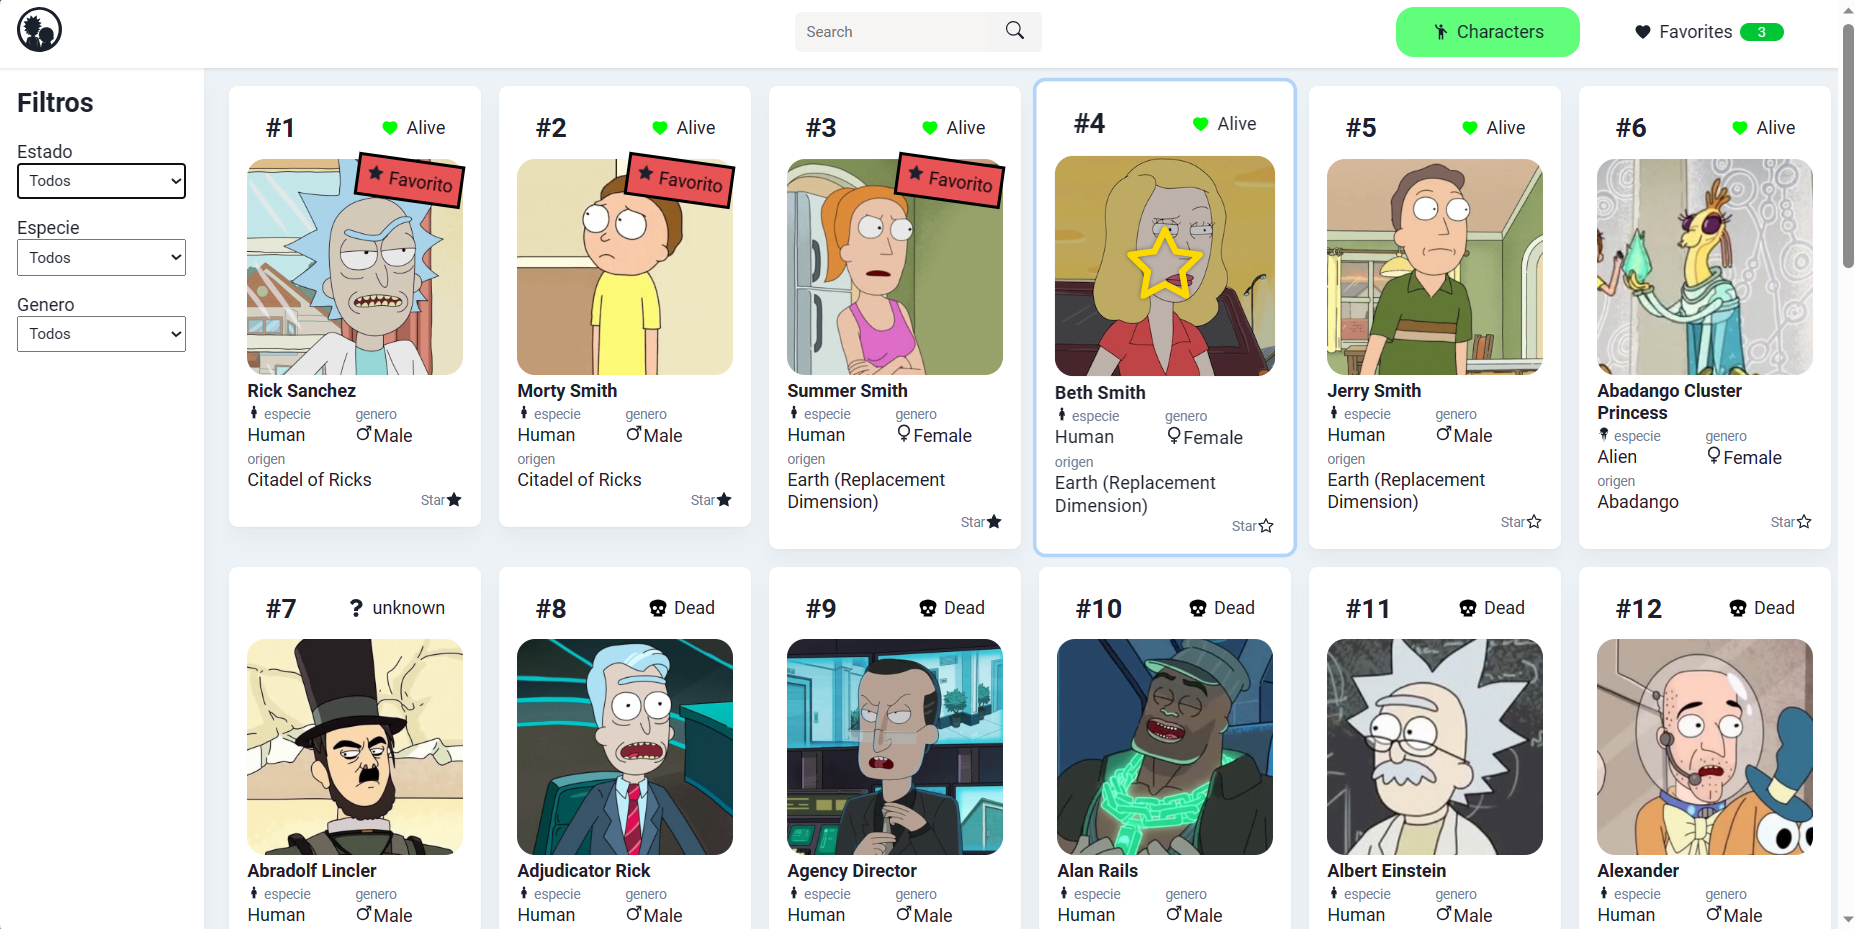 Search
Characters
Favorites 3
Filtros
Estado
Todos
Especie
Todos
Genero
Todos
#1 Alive
Favorito
Rick Sanchez
especie genero
Human Male
origen
Citadel of Ricks
Star
#2 Alive
Favorito
Morty Smith
especie genero
Human Male
origen
Citadel of Ricks
Star
#3 Alive
Favorito
Summer Smith
especie genero
Human Female
origen
Earth (Replacement
Dimension)
Star
#4 Alive
Beth Smith
especie genero
Human Female
origen
Earth (Replacement
Dimension)
Star
#5 Alive
Jerry Smith
especie genero
Human Male
origen
Earth (Replacement
Dimension)
Star
#6 Alive
Abadango Cluster
Princess
especie genero
Alien Female
origen
Abadango
Star
#7 unknown
Abradolf Lincler
especie genero
Human Male
#8 Dead
Adjudicator Rick
especie genero
Human Male
#9 Dead
Agency Director
especie genero
Human Male
#10 Dead
Alan Rails
especie genero
Human Male
#11 Dead
Albert Einstein
especie genero
Human Male
#12 Dead
Alexander
especie genero
Human Male